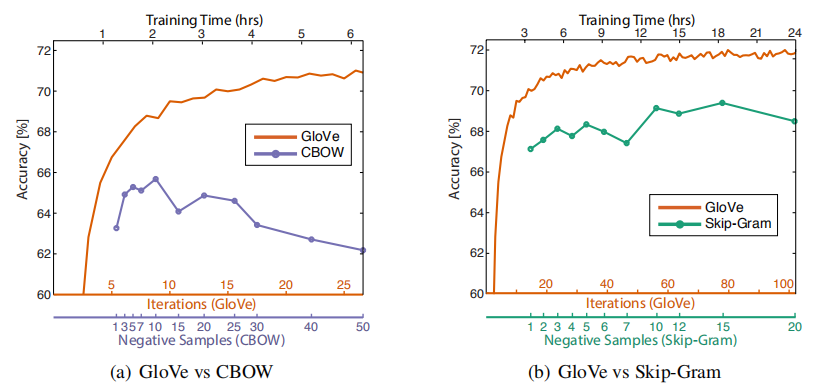 Training Time (hrs)
1 2 3 4 5 6
72
70
68
66
64
62
60
Accuracy [%]
GloVe
CBOW
5 10 15 20 25
Iterations (GloVe)
1 3 5 7 10 15 20 25 30 40 50
Negative Samples (CBOW)
(a) GloVe vs CBOW
Training Time (hrs)
3 6 9 12 15 18 21 24
72
70
68
66
64
62
60
Accuracy [%]
GloVe
Skip-Gram
20 40 60 80 100
Iterations (GloVe)
1 2 3 4 5 6 7 10 12 15 20
Negative Samples (Skip-Gram)
(b) GloVe vs Skip-Gram